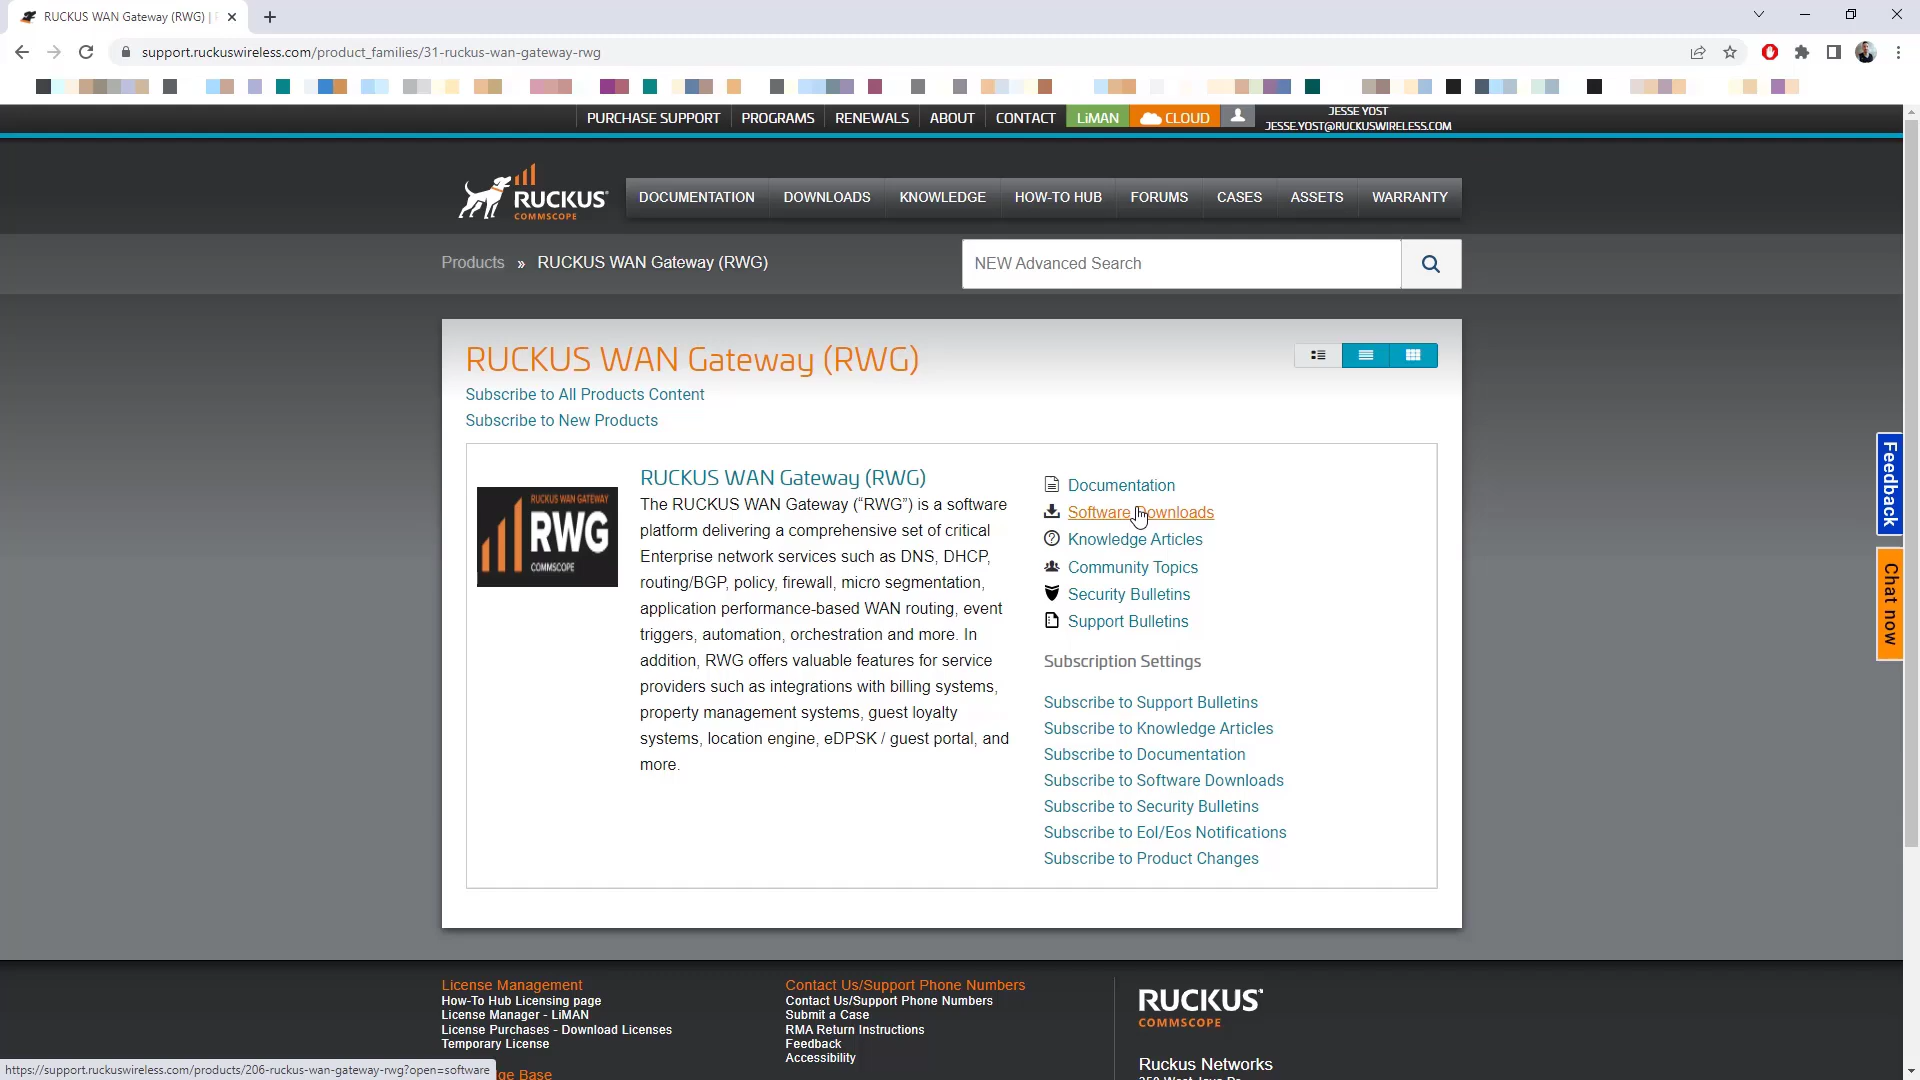 RUCKUS WAN Gateway (RWG) |
support.ruckuswireless.com/product_families/31-ruckus-wan-gateway-rwg
PURCHASE SUPPORT
PROGRAMS
RENEWALS
ABOUT
CONTACT
LiMAN
CLOUD
JESSE YOST
JESSE.YOST@RUCKUSWIRELESS.COM
RUCKUS
COMMSCOPE
DOCUMENTATION
DOWNLOADS
KNOWLEDGE
HOW-TO HUB
FORUMS
CASES
ASSETS
WARRANTY
Products » RUCKUS WAN Gateway (RWG)
NEW Advanced Search
RUCKUS WAN Gateway (RWG)
Subscribe to All Products Content
Subscribe to New Products
RUCKUS WAN GATEWAY
RWG
COMMSCOPE
RUCKUS WAN Gateway (RWG)
The RUCKUS WAN Gateway (“RWG”) is a software
platform delivering a comprehensive set of critical
Enterprise network services such as DNS, DHCP,
routing/BGP, policy, firewall, micro segmentation,
application performance-based WAN routing, event
triggers, automation, orchestration and more. In
addition, RWG offers valuable features for service
providers such as integrations with billing systems,
property management systems, guest loyalty
systems, location engine, eDPSK / guest portal, and
more.
Documentation
Software Downloads
Knowledge Articles
Community Topics
Security Bulletins
Support Bulletins
Subscription Settings
Subscribe to Support Bulletins
Subscribe to Knowledge Articles
Subscribe to Documentation
Subscribe to Software Downloads
Subscribe to Security Bulletins
Subscribe to Eol/Eos Notifications
Subscribe to Product Changes
Feedback
Chat now
License Management
How-To Hub Licensing page
License Manager - LiMAN
License Purchases - Download Licenses
Temporary License
ge Base
Contact Us/Support Phone Numbers
Contact Us/Support Phone Numbers
Submit a Case
RMA Return Instructions
Feedback
Accessibility
RUCKUS
COMMSCOPE
Ruckus Networks
https://support.ruckuswireless.com/products/206-ruckus-wan-gateway-rwg?open=software